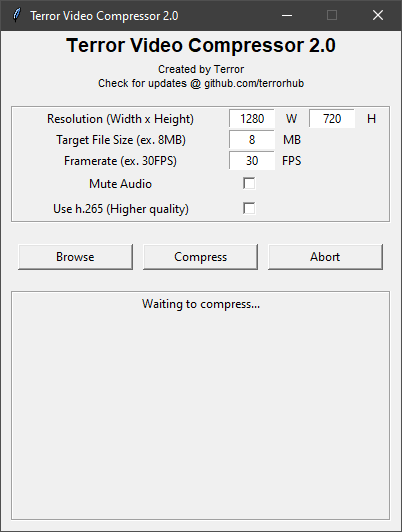 Terror Video Compressor 2.0
Terror Video Compressor 2.0
Created by Terror
Check for updates @ github.com/terrorhub
Resolution (Width x Height) 1280 W 720 H
Target File Size (ex. 8MB) 8 MB
Framerate (ex. 30FPS) 30 FPS
Mute Audio
Use h.265 (Higher quality)
Browse Compress Abort
Waiting to compress...